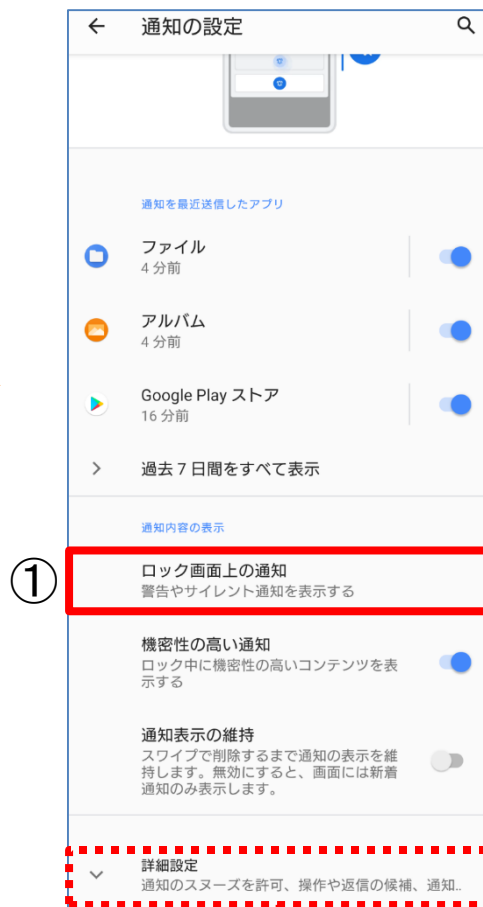 通知の設定
通知を最近送信したアプリ
ファイル
4 分前
アルバム
4 分前
Google Play ストア
16 分前
過去 7 日間をすべて表示
通知内容の表示
①
ロック画面上の通知
警告やサイレント通知を表示する
機密性の高い通知
ロック中に機密性の高いコンテンツを表
示する
通知表示の維持
スワイプで削除するまで通知の表示を維
持します。無効にすると、画面には新着
通知のみ表示します。
詳細設定
通知のスヌーズを許可、操作や返信の候補、通知..